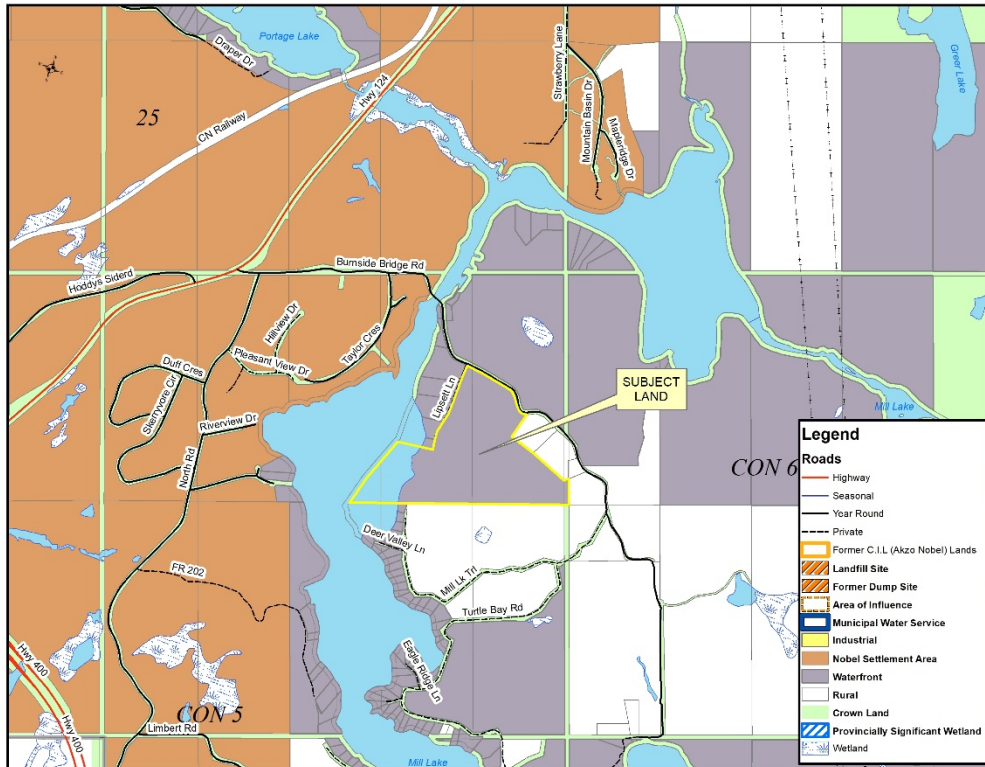 Portage Lake
Draper Dr
Strawberry Lane
Greer Lake
Hwy 124
25
CN Railway
Mountain Basin Dr
Mapleridge Dr
Burnside Bridge Rd
Hoddys Siderd
Hillview Dr
Taylor Cres
Pleasant View Dr
Duff Cres
Skerryvore Cir
Lipsett Ln
SUBJECT
LAND
Mill Lake
Riverview Dr
North Rd
CON 6
Deer Valley Ln
FR 202
Mill Lk Trl
Turtle Bay Rd
Eagle Ridge Ln
Hwy 400
Hwy 400
CON 5
Limbert Rd
Mill Lake
Legend
Roads
Highway
Seasonal
Year Round
Private
Former C.I.L (Akzo Nobel) Lands
Landfill Site
Former Dump Site
Area of Influence
Municipal Water Service
Industrial
Nobel Settlement Area
Waterfront
Rural
Crown Land
Provincially Significant Wetland
Wetland